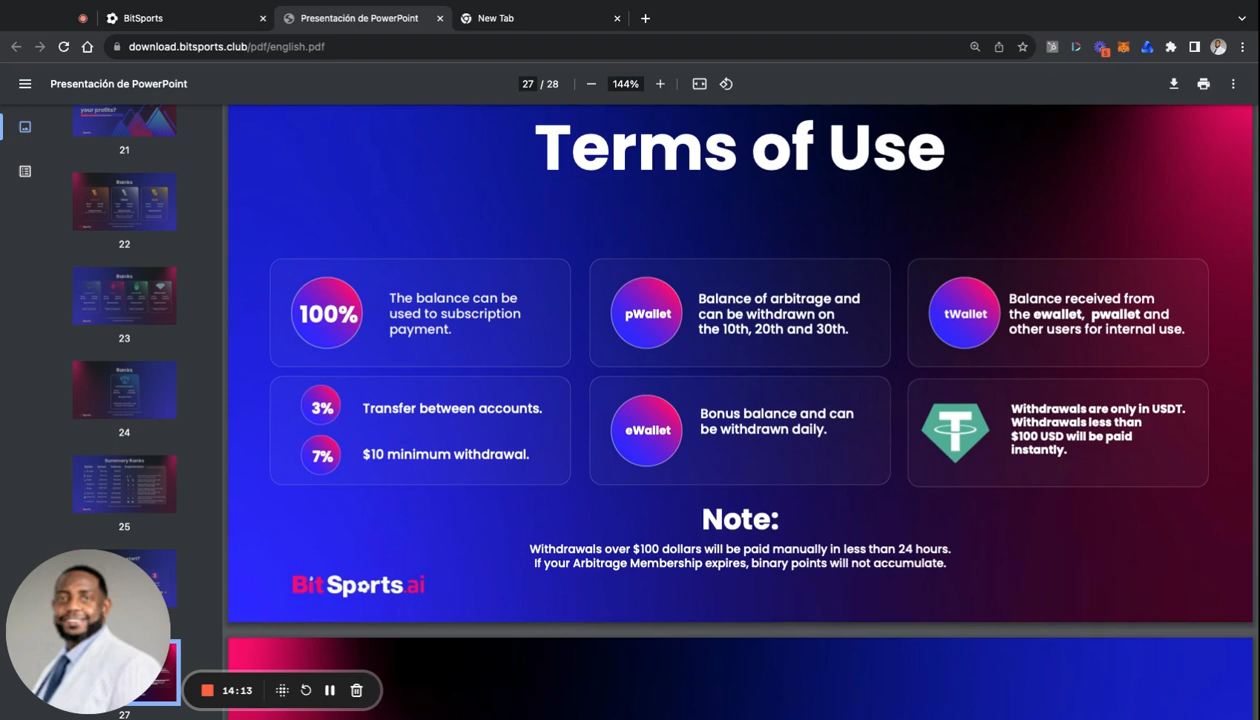 BitSports
Presentación de PowerPoint
New Tab
download.bitsports.club/pdf/english.pdf
Presentación de PowerPoint
27 / 28
144%
your profile?
21
Ranks
22
Ranks
23
24
Summary Ranks
25
27
Terms of Use
100%
The balance can be
used to subscription
payment.
pWallet
Balance of arbitrage and
can be withdrawn on
the 10th, 20th and 30th.
tWallet
Balance received from
the ewallet, pwallet and
other users for internal use.
3%
Transfer between accounts.
7%
$10 minimum withdrawal.
eWallet
Bonus balance and can
be withdrawn daily.
Withdrawals are only in USDT.
Withdrawals less than
$100 USD will be paid
instantly.
Note:
Withdrawals over $100 dollars will be paid manually in less than 24 hours.
If your Arbitrage Membership expires, binary points will not accumulate.
BitSports.ai
14:13